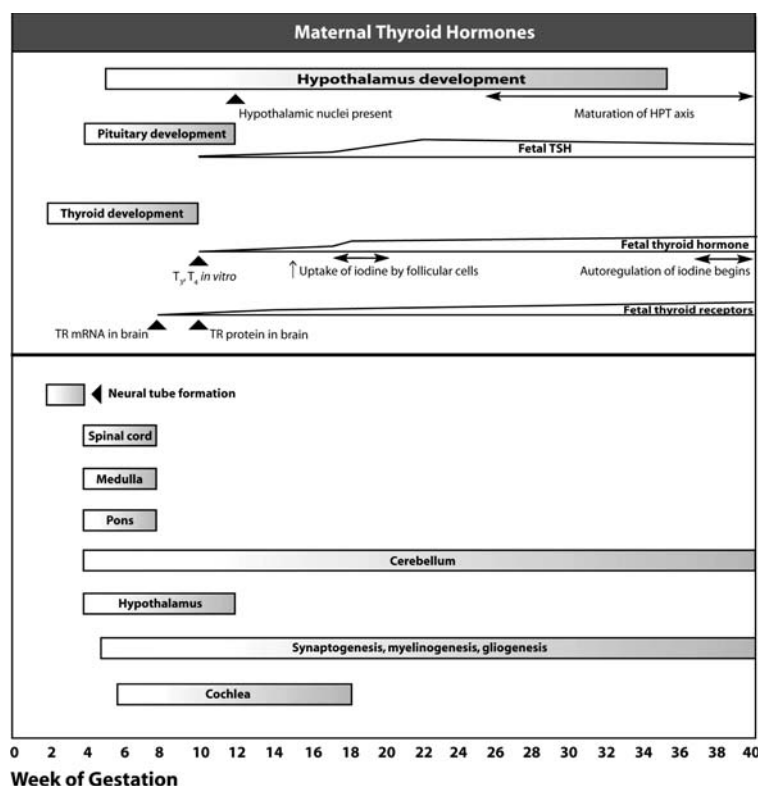 Maternal Thyroid Hormones
Hypothalamus development
Hypothalamic nuclei present
Maturation of HPT axis
Pituitary development
Fetal TSH
Thyroid development
Fetal thyroid hormone
T3, T4 in vitro
↑ Uptake of iodine by follicular cells
Autoregulation of iodine begins
Fetal thyroid receptors
TR mRNA in brain
TR protein in brain
Neural tube formation
Spinal cord
Medulla
Pons
Cerebellum
Hypothalamus
Synaptogenesis, myelinogenesis, gliogenesis
Cochlea
0 2 4 6 8 10 12 14 16 18 20 22 24 26 28 30 32 34 36 38 40
Week of Gestation